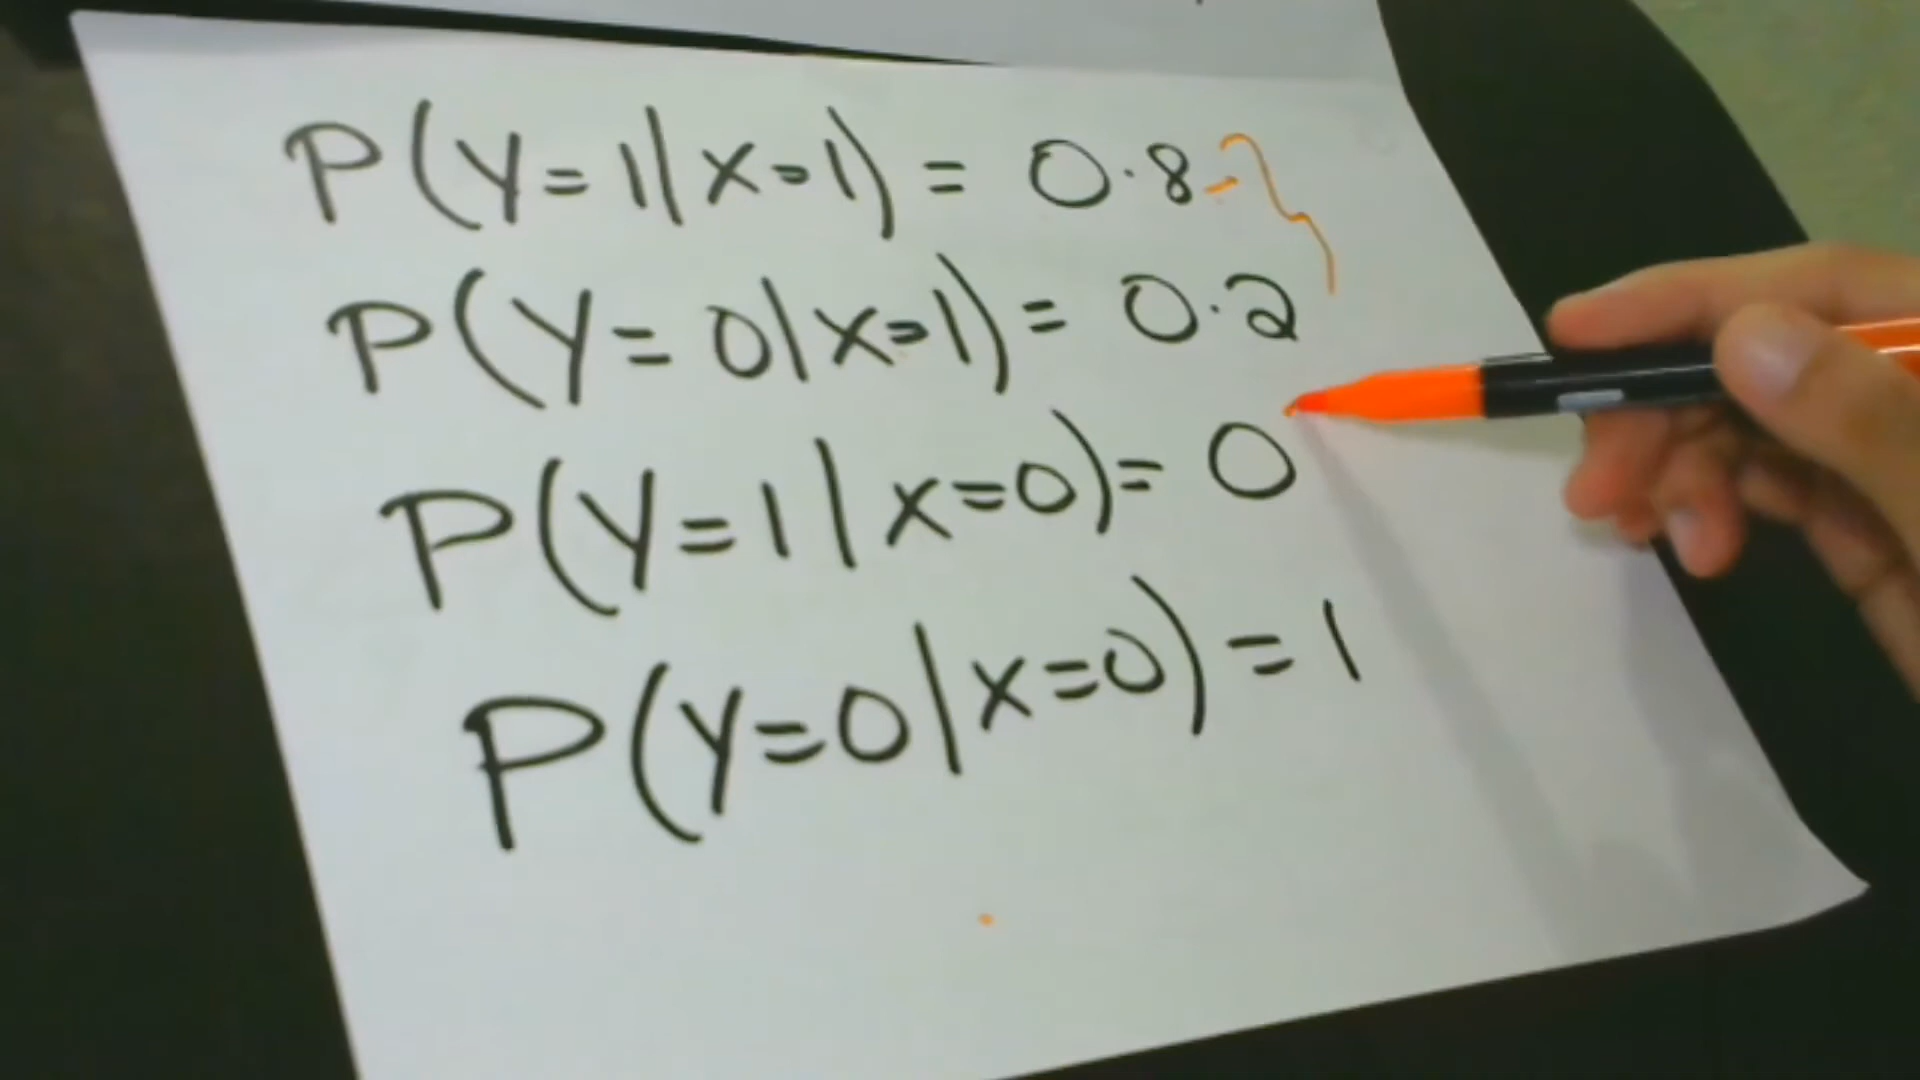 P(Y=1|X=1) = 0.8
P(Y=0|X=1) = 0.2
P(Y=1|X=0) = 0
P(Y=0|X=0) = 1